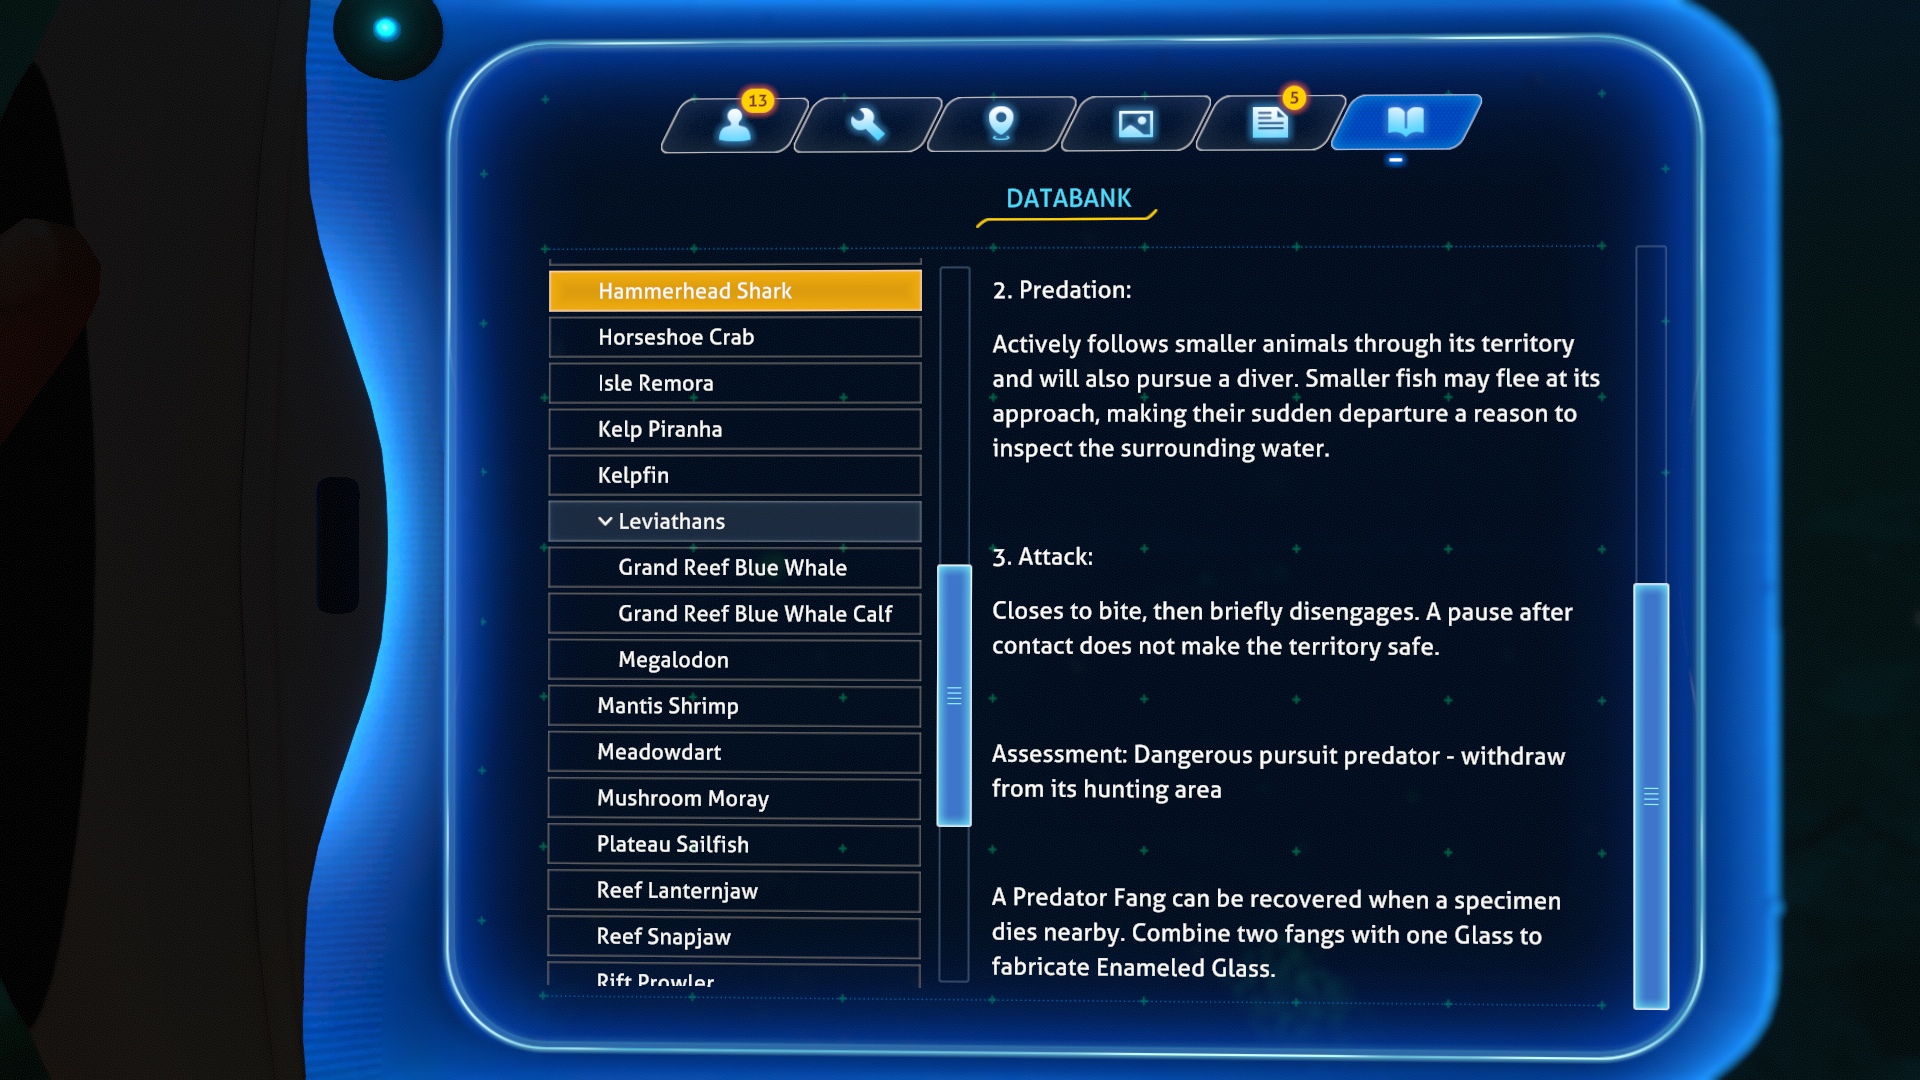 13
5
DATABANK
Hammerhead Shark
Horseshoe Crab
Isle Remora
Kelp Piranha
Kelpfin
Leviathans
Grand Reef Blue Whale
Grand Reef Blue Whale Calf
Megalodon
Mantis Shrimp
Meadowdart
Mushroom Moray
Plateau Sailfish
Reef Lanternjaw
Reef Snapjaw
Rift Prowler
2. Predation:
Actively follows smaller animals through its territory
and will also pursue a diver. Smaller fish may flee at its
approach, making their sudden departure a reason to
inspect the surrounding water.
3. Attack:
Closes to bite, then briefly disengages. A pause after
contact does not make the territory safe.
Assessment: Dangerous pursuit predator - withdraw
from its hunting area
A Predator Fang can be recovered when a specimen
dies nearby. Combine two fangs with one Glass to
fabricate Enameled Glass.